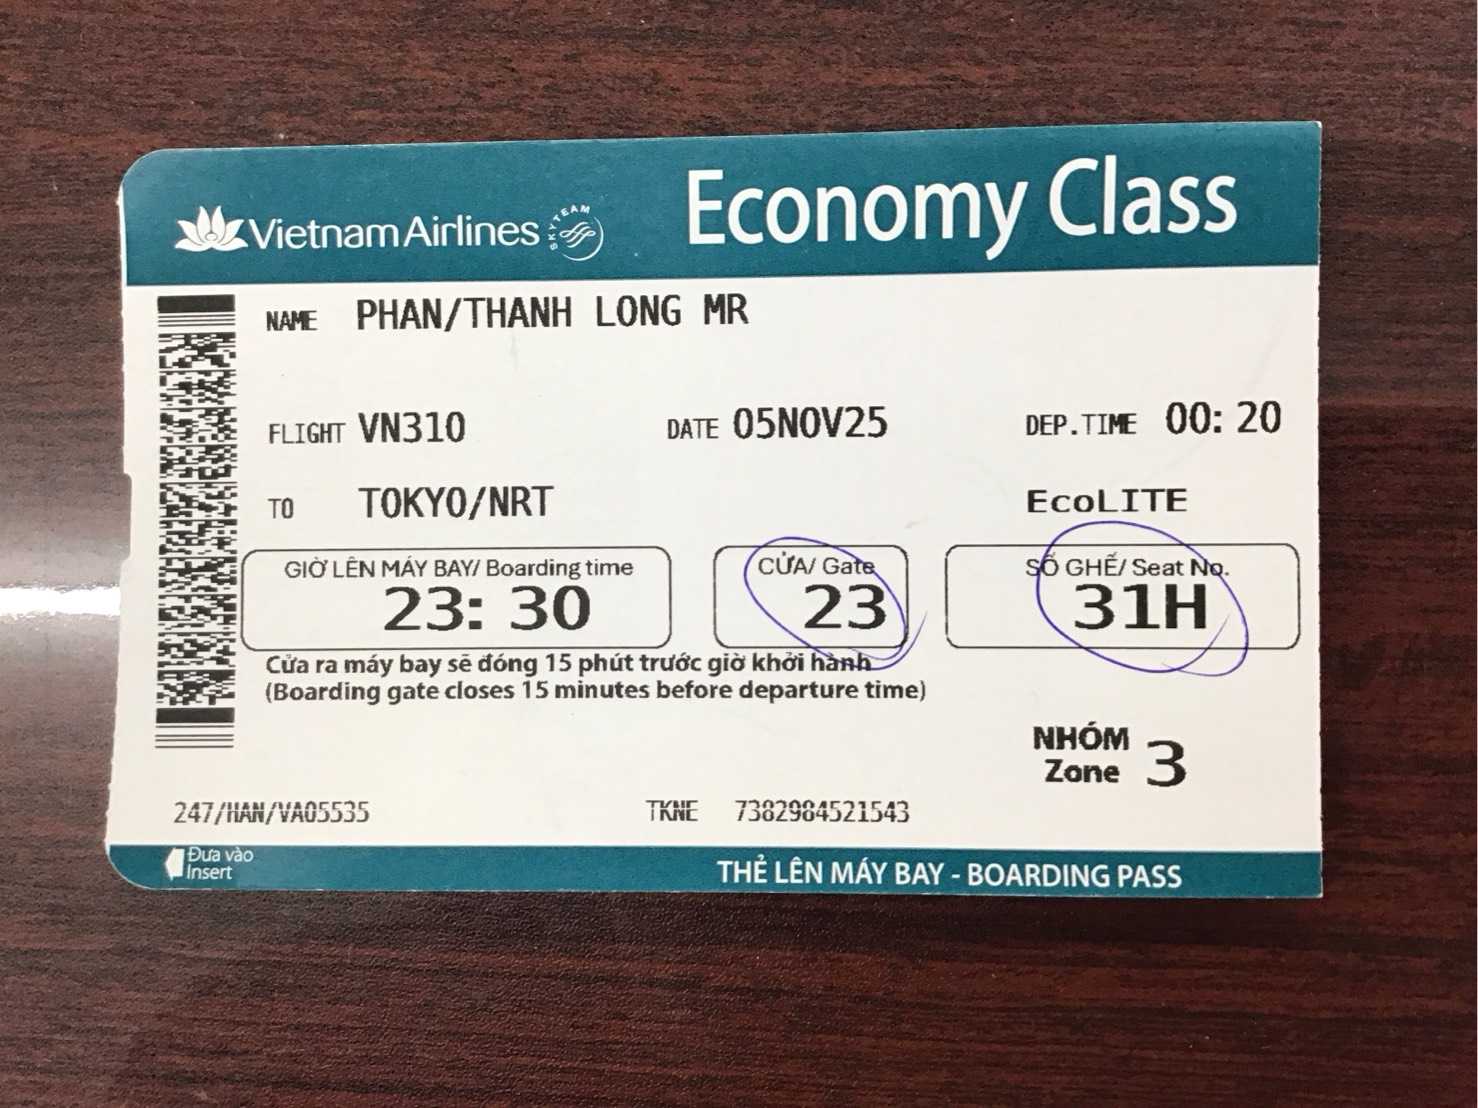 Vietnam Airlines SKYTEAM Economy Class
NAME PHAN/THANH LONG MR
FLIGHT VN310 DATE 05NOV25 DEP.TIME 00: 20
TO TOKYO/NRT EcoLITE
GIỜ LÊN MÁY BAY/ Boarding time CỬA/ Gate SỐ GHẾ/ Seat No.
23: 30 23 31H
Cửa ra máy bay sẽ đóng 15 phút trước giờ khởi hành
(Boarding gate closes 15 minutes before departure time)
NHÓM
Zone 3
247/HAN/VA05535 TKNE 7382984521543
Đưa vào
Insert
THẺ LÊN MÁY BAY - BOARDING PASS